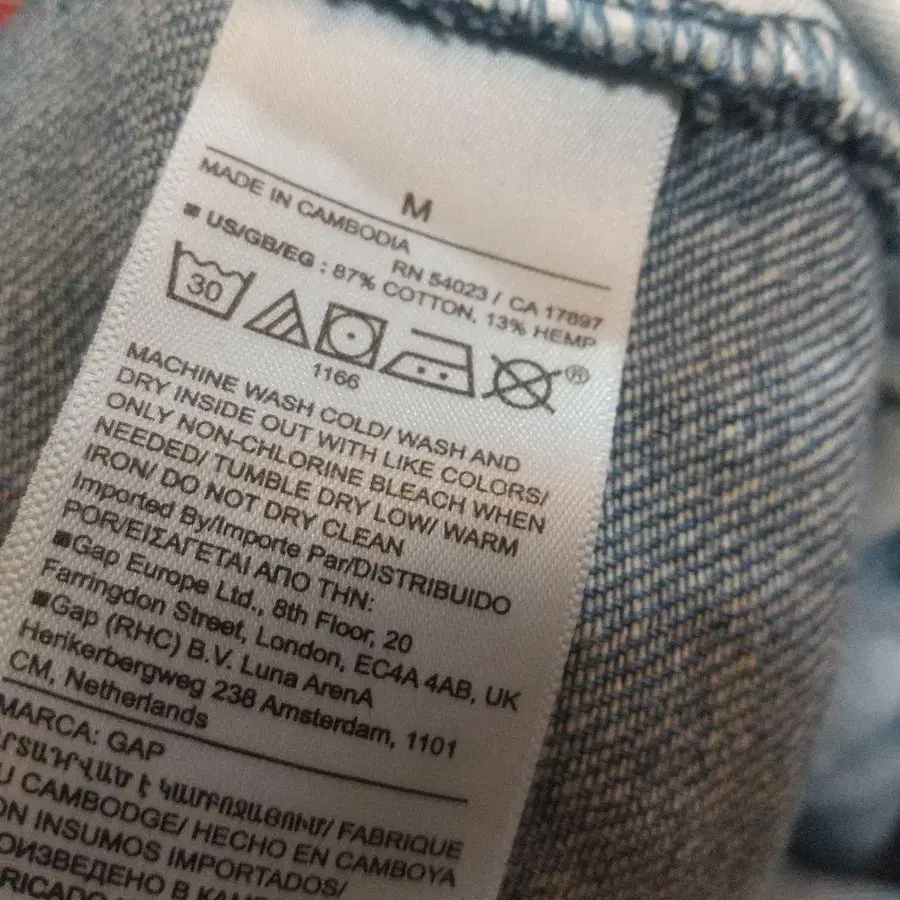 M
MADE IN CAMBODIA
RN 54023 / CA 17897
US/GB/EG : 87% COTTON, 13% HEMP
30
®
1166
MACHINE WASH COLD/ WASH AND
DRY INSIDE OUT WITH LIKE COLORS/
ONLY NON-CHLORINE BLEACH WHEN
NEEDED/ TUMBLE DRY LOW/ WARM
IRON/ DO NOT DRY CLEAN
Imported By/Importe Par/DISTRIBUIDO
POR/ΕΙΣΑΓΕΤΑΙ ΑΠΟ ΤΗΝ:
Gap Europe Ltd., 8th Floor, 20
Farringdon Street, London, EC4A 4AB, UK
Gap (RHC) B.V. Luna ArenA
Herikerbergweg 238 Amsterdam, 1101
CM, Netherlands
MARCA: GAP
ԿԱՄԲՈՋԱՅՈՒՄ/ FABRIQUE
CAMBODGE/ HECHO EN CAMBOYA
INSUMOS IMPORTADOS/